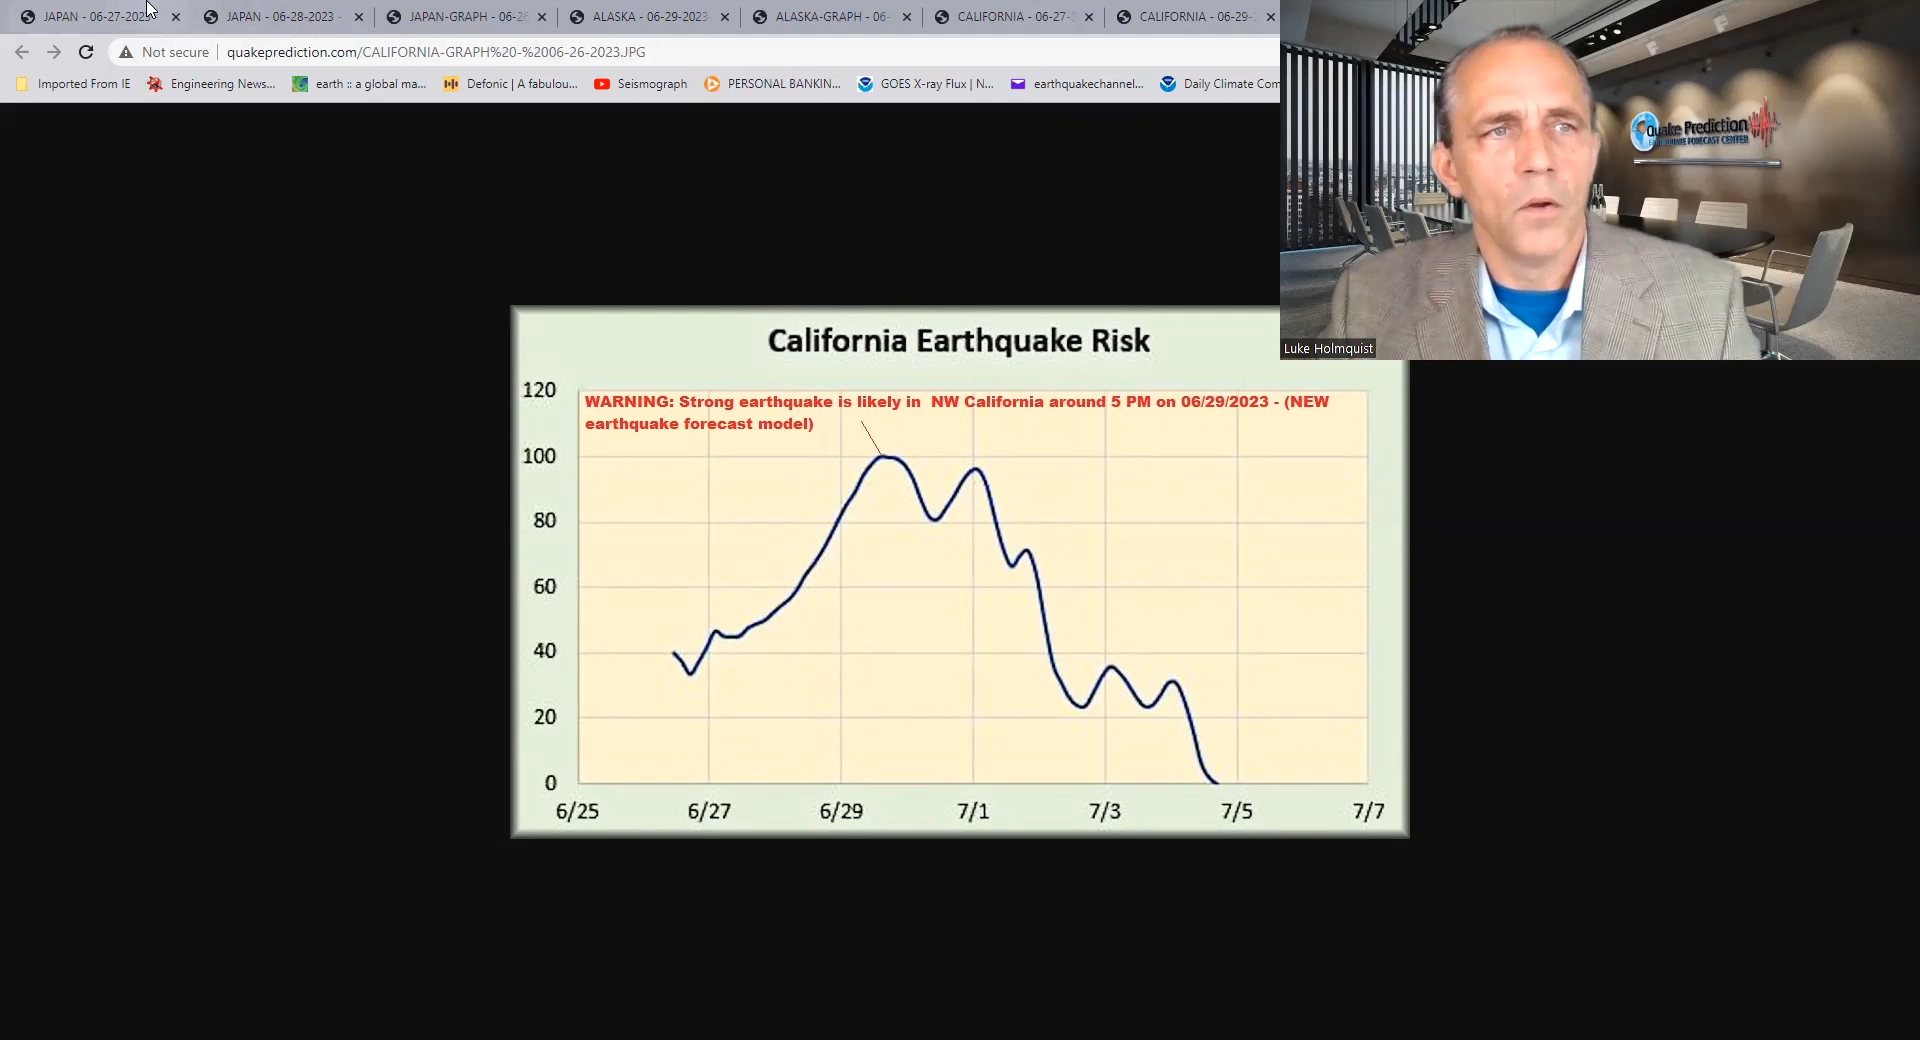 JAPAN - 06-27-202
JAPAN - 06-28-2023 -
JAPAN-GRAPH - 06-26
ALASKA - 06-29-2023-
ALASKA-GRAPH - 06-
CALIFORNIA - 06-27-2
CALIFORNIA - 06-29-2
Not secure
quakeprediction.com/CALIFORNIA-GRAPH%20-%2006-26-2023.JPG
Imported From IE
Engineering News...
earth :: a global ma...
Defonic | A fabulou...
Seismograph
PERSONAL BANKIN...
GOES X-ray Flux | N...
earthquakechannel...
Daily Climate Com
Quake Prediction
EARTHQUAKE FORECAST CENTER
Luke Holmquist
California Earthquake Risk
WARNING: Strong earthquake is likely in  NW California around 5 PM on 06/29/2023 - (NEW
earthquake forecast model)
120
100
80
60
40
20
0
6/25
6/27
6/29
7/1
7/3
7/5
7/7